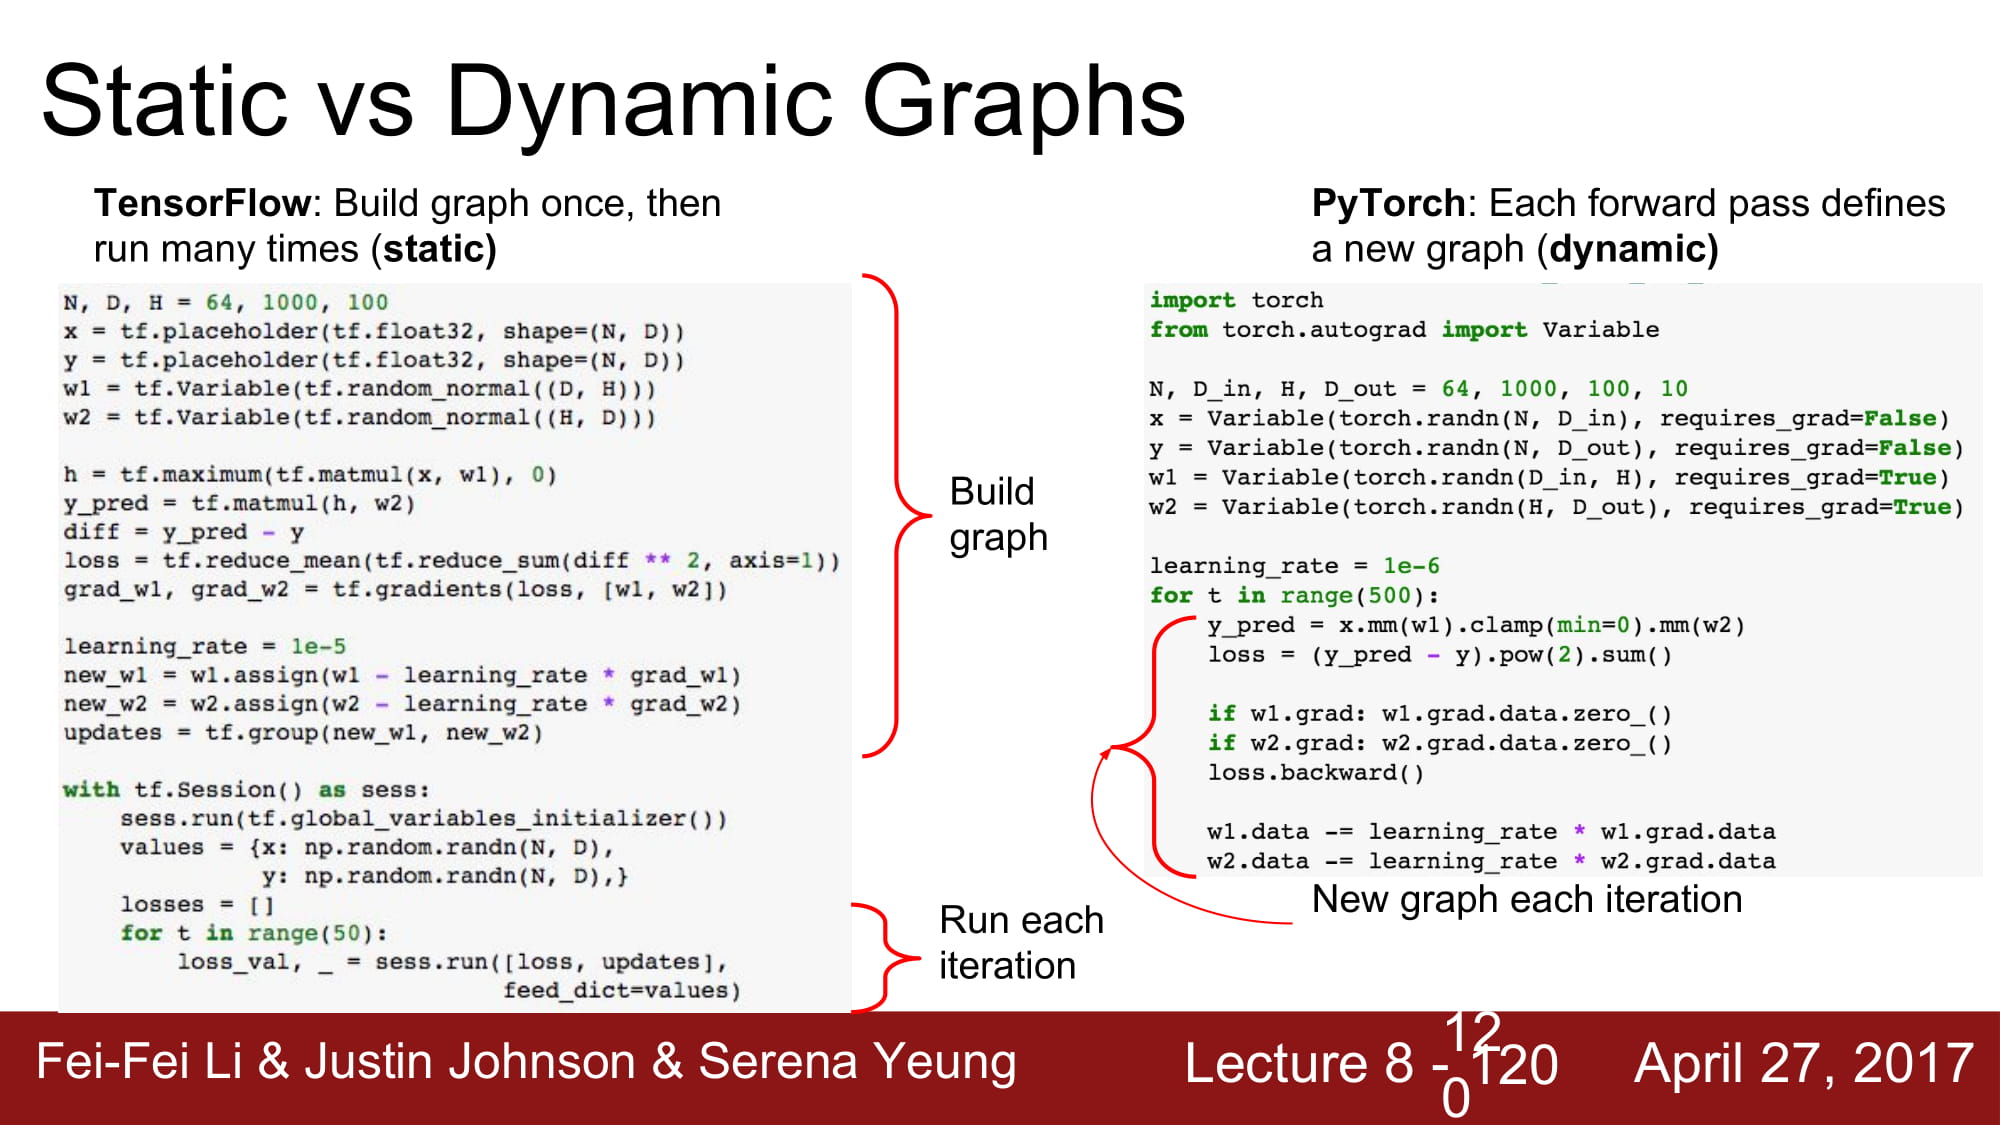 Static vs Dynamic Graphs
TensorFlow: Build graph once, then
run many times (static)
N, D, H = 64, 1000, 100
x = tf.placeholder(tf.float32, shape=(N, D))
y = tf.placeholder(tf.float32, shape=(N, D))
w1 = tf.Variable(tf.random_normal((D, H)))
w2 = tf.Variable(tf.random_normal((H, D)))
h = tf.maximum(tf.matmul(x, w1), 0)
y_pred = tf.matmul(h, w2)
diff = y_pred - y
loss = tf.reduce_mean(tf.reduce_sum(diff ** 2, axis=1))
grad_w1, grad_w2 = tf.gradients(loss, [w1, w2])
learning_rate = 1e-5
new_w1 = w1.assign(w1 - learning_rate * grad_w1)
new_w2 = w2.assign(w2 - learning_rate * grad_w2)
updates = tf.group(new_w1, new_w2)
with tf.Session() as sess:
    sess.run(tf.global_variables_initializer())
    values = {x: np.random.randn(N, D),
              y: np.random.randn(N, D),}
    losses = []
    for t in range(50):
        loss_val, _ = sess.run([loss, updates],
                               feed_dict=values)
Build
graph
Run each
iteration
PyTorch: Each forward pass defines
a new graph (dynamic)
import torch
from torch.autograd import Variable
N, D_in, H, D_out = 64, 1000, 100, 10
x = Variable(torch.randn(N, D_in), requires_grad=False)
y = Variable(torch.randn(N, D_out), requires_grad=False)
w1 = Variable(torch.randn(D_in, H), requires_grad=True)
w2 = Variable(torch.randn(H, D_out), requires_grad=True)
learning_rate = 1e-6
for t in range(500):
    y_pred = x.mm(w1).clamp(min=0).mm(w2)
    loss = (y_pred - y).pow(2).sum()
    if w1.grad: w1.grad.data.zero_()
    if w2.grad: w2.grad.data.zero_()
    loss.backward()
    w1.data -= learning_rate * w1.grad.data
    w2.data -= learning_rate * w2.grad.data
New graph each iteration
Fei-Fei Li & Justin Johnson & Serena Yeung
Lecture 8 - 120
12
0
April 27, 2017